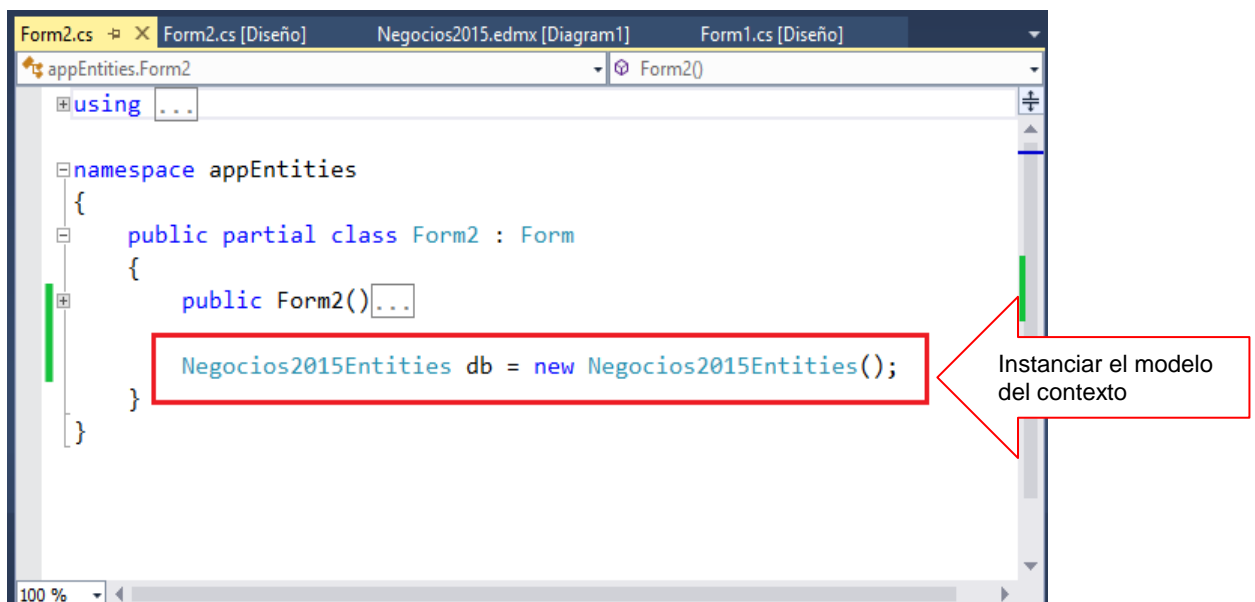 Form2.cs Form2.cs [Diseño] Negocios2015.edmx [Diagram1] Form1.cs [Diseño]
appEntities.Form2 Form2()
using ...
namespace appEntities
{
public partial class Form2 : Form
{
public Form2()...
Negocios2015Entities db = new Negocios2015Entities();
}
}
Instanciar el modelo
del contexto
100 %